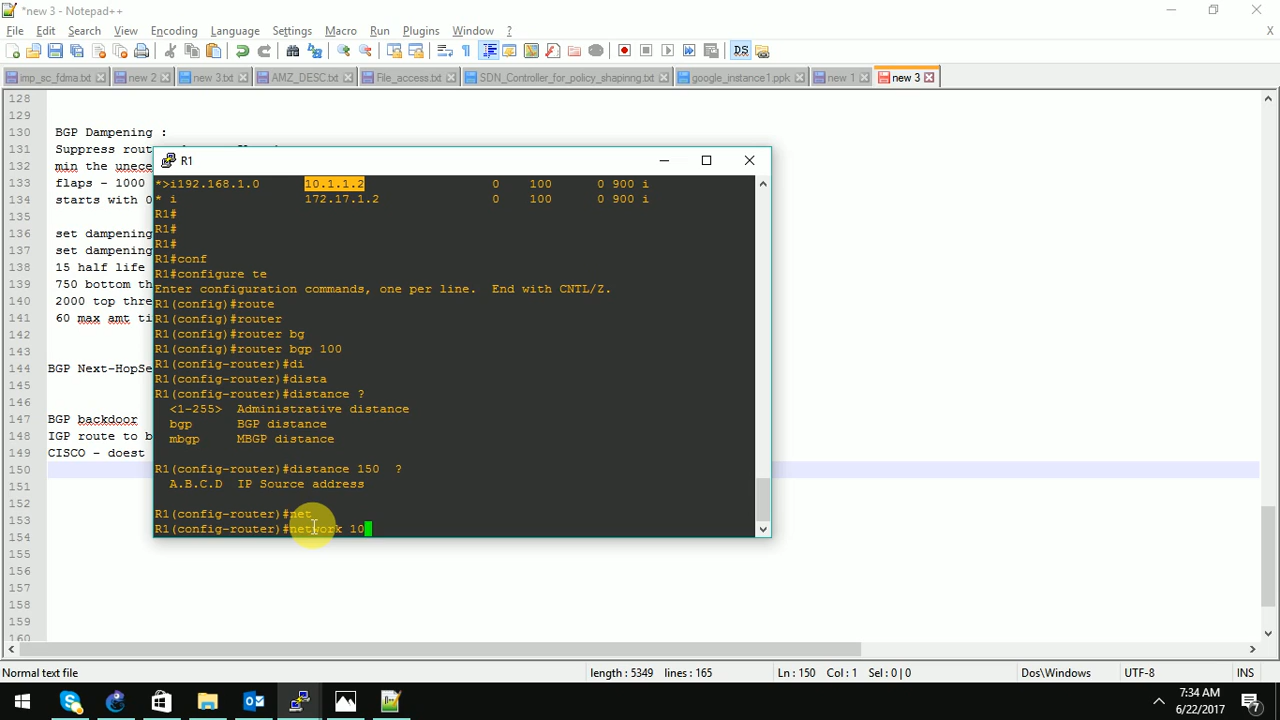 *new 3 - Notepad++
File Edit Search View Encoding Language Settings Macro Run Plugins Window ?
X
imp_sc_fdma.txt new 2 new 3.txt AMZ_DESC.txt File_access.txt SDN_Controller_for_policy_shapinng.txt google_instance1.ppk new 1 new 3
128
129
130 BGP Dampening :
131 Suppress rout
132 min the unece
133 flaps - 1000
134 starts with 0
135
136 set dampening
137 set dampening
138 15 half life
139 750 bottom th
140 2000 top thre
141 60 max amt ti
142
143
144 BGP Next-HopSe
145
146
147 BGP backdoor
148 IGP route to b
149 CISCO - doest
150
151
152
153
154
155
156
157
158
159
160
R1
*>i192.168.1.0 10.1.1.2 0 100 0 900 i
* i 172.17.1.2 0 100 0 900 i
R1#
R1#
R1#
R1#conf
R1#configure te
Enter configuration commands, one per line. End with CNTL/Z.
R1(config)#route
R1(config)#router
R1(config)#router bg
R1(config)#router bgp 100
R1(config-router)#di
R1(config-router)#dista
R1(config-router)#distance ?
<1-255> Administrative distance
bgp BGP distance
mbgp MBGP distance
R1(config-router)#distance 150 ?
A.B.C.D IP Source address
R1(config-router)#net
R1(config-router)#network 10
Normal text file length : 5349 lines : 165 Ln : 150 Col : 1 Sel : 0 | 0 Dos\Windows UTF-8 INS
7:34 AM
6/22/2017
7